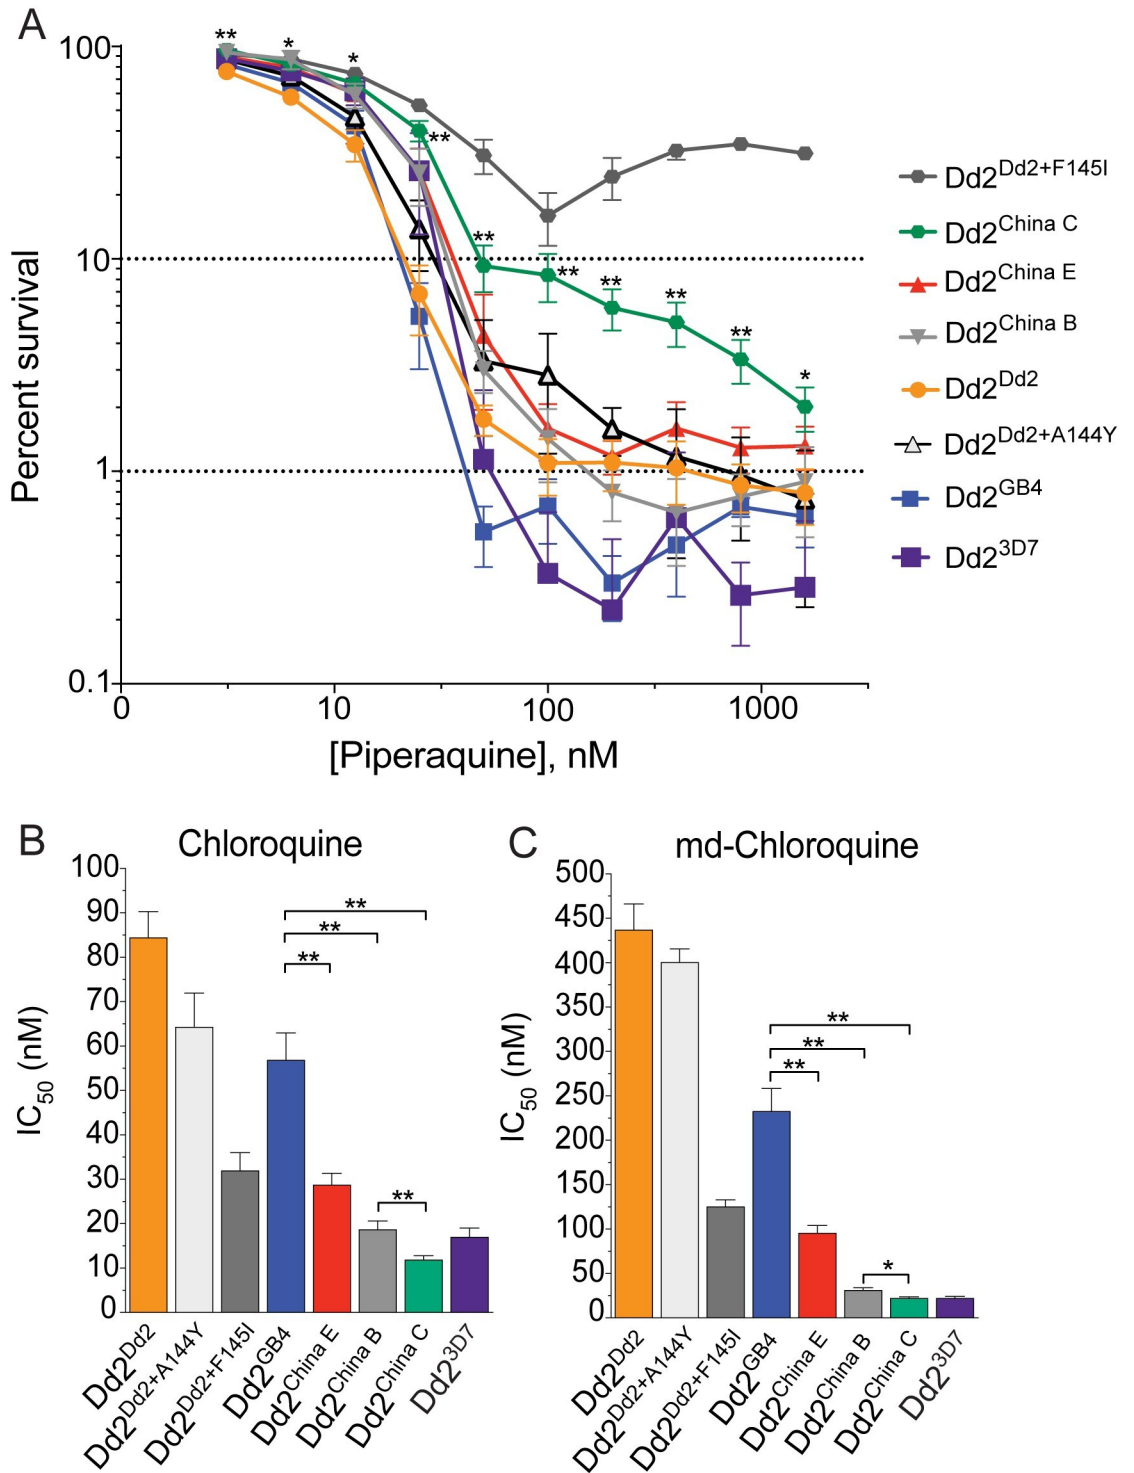 A
100
10
1
0.1
Percent survival
0 10 100 1000
[Piperaquine], nM
** * *
**
**
**
**
**
**
*
Dd2Dd2+F145I
Dd2China C
Dd2China E
Dd2China B
Dd2Dd2
Dd2Dd2+A144Y
Dd2GB4
Dd23D7
B
Chloroquine
100
90
80
70
60
50
40
30
20
10
0
IC50 (nM)
**
**
**
**
Dd2Dd2
Dd2Dd2+A144Y
Dd2Dd2+F145I
Dd2GB4
Dd2China E
Dd2China B
Dd2China C
Dd23D7
C
md-Chloroquine
500
450
400
350
300
250
200
150
100
50
0
IC50 (nM)
**
**
**
*
Dd2Dd2
Dd2Dd2+A144Y
Dd2Dd2+F145I
Dd2GB4
Dd2China E
Dd2China B
Dd2China C
Dd23D7